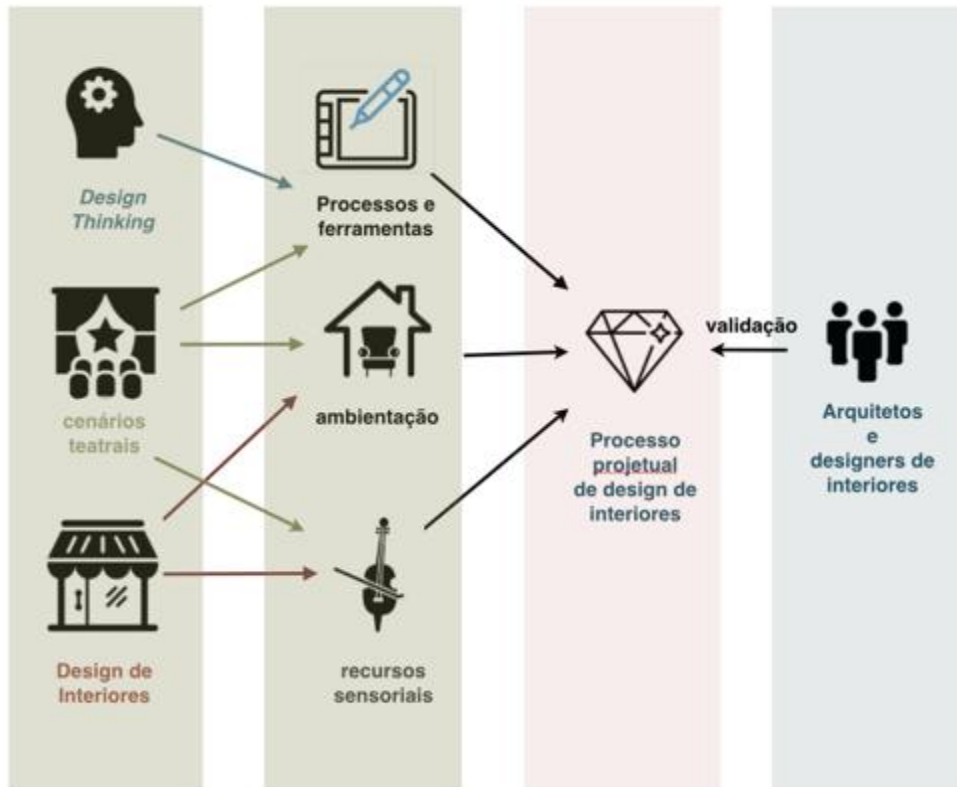 Design
Thinking
cenários
teatrais
Design de
Interiores
Processos e
ferramentas
ambientação
recursos
sensoriais
Processo
projetual
de design de
interiores
validação
Arquitetos
e
designers de
interiores